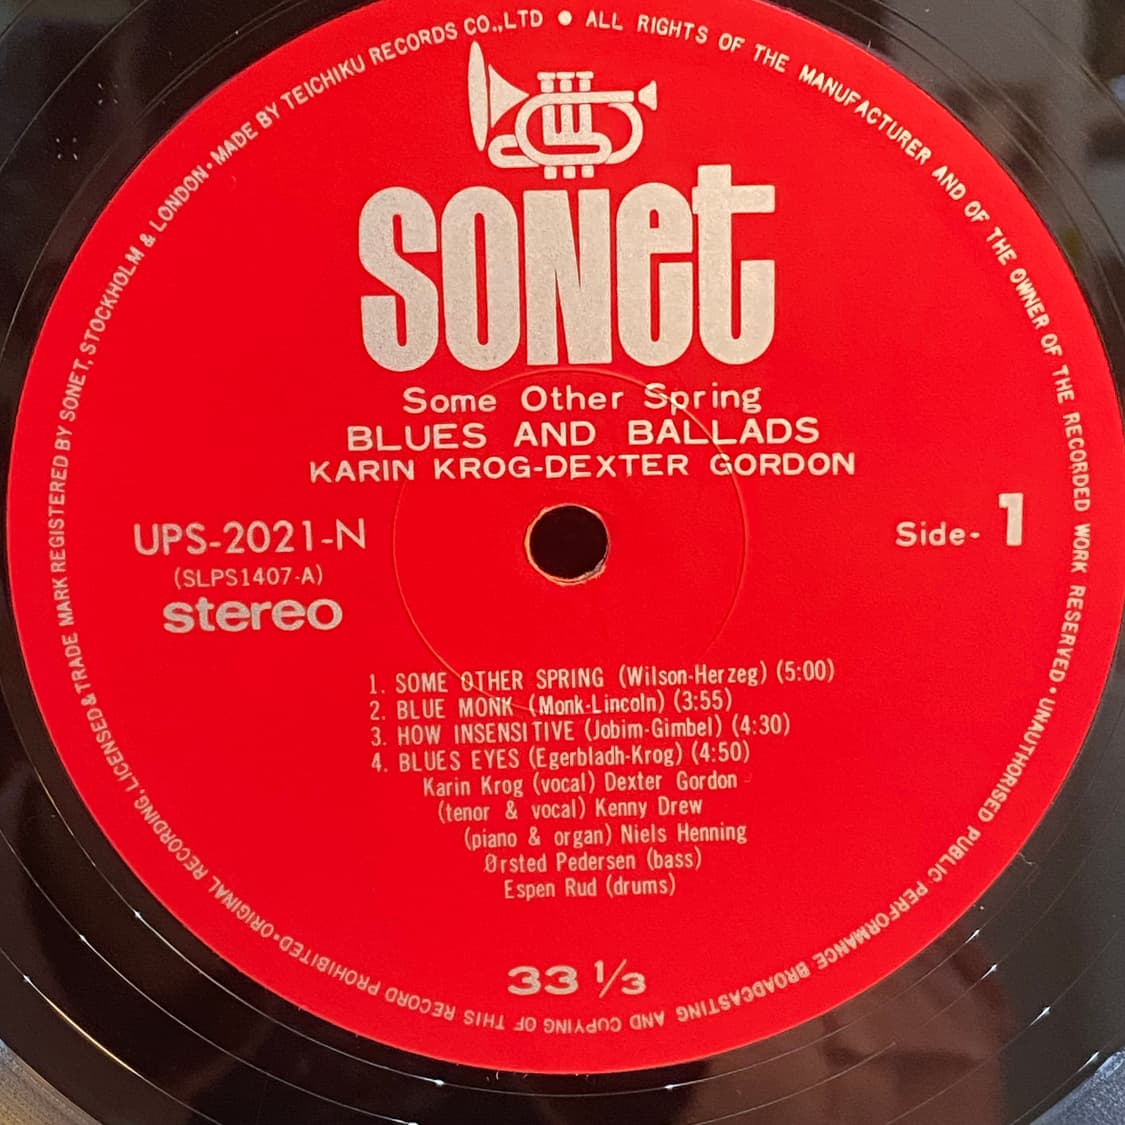 ORIGINAL RECORDING, LICENSED & TRADE MARK REGISTERED BY SONET, STOCKHOLM & LONDON • MADE BY TEICHIKU RECORDS CO.,LTD • ALL RIGHTS OF THE MANUFACTURER AND OF THE OWNER OF THE RECORDED WORK RESERVED • UNAUTHORISED PUBLIC PERFORMANCE BROADCASTING AND COPYING OF THIS RECORD PROHIBITED •
sonet
Some Other Spring
BLUES AND BALLADS
KARIN KROG-DEXTER GORDON
UPS-2021-N
(SLPS1407-A)
stereo
Side- 1
1. SOME OTHER SPRING (Wilson-Herzeg) (5:00)
2. BLUE MONK (Monk-Lincoln) (3:55)
3. HOW INSENSITIVE (Jobim-Gimbel) (4:30)
4. BLUES EYES (Egerbladh-Krog) (4:50)
Karin Krog (vocal) Dexter Gordon
(tenor & vocal) Kenny Drew
(piano & organ) Niels Henning
Ørsted Pedersen (bass)
Espen Rud (drums)
33 1/3